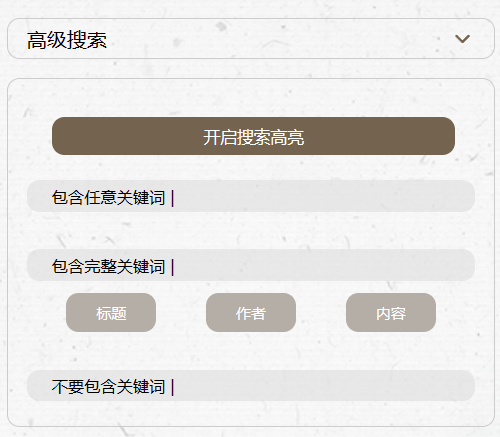 高级搜索
开启搜索高亮
包含任意关键词 |
包含完整关键词 |
标题 作者 内容
不要包含关键词 |